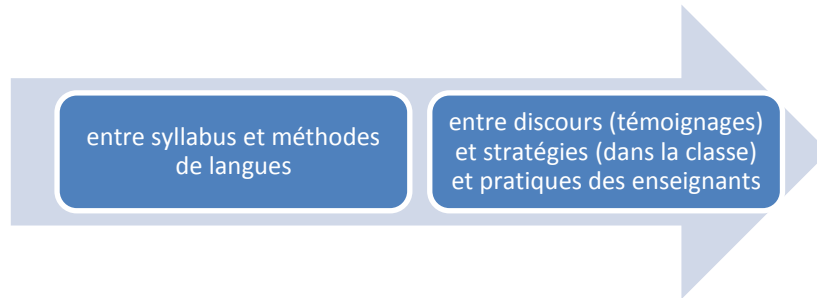 entre syllabus et méthodes
de langues
entre discours (témoignages)
et stratégies (dans la classe)
et pratiques des enseignants